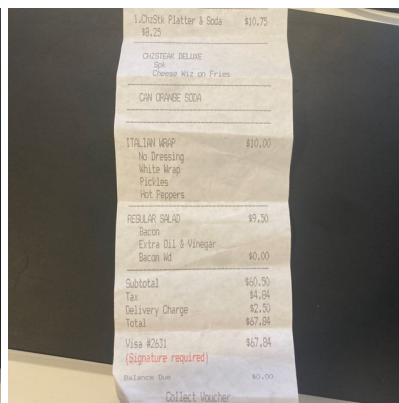 1.ChzStk Platter & Soda $10.75
$8.25
CHZSTEAK DELUXE
Spk
Cheese Wiz on Fries
CAN ORANGE SODA
ITALIAN WRAP $10.00
No Dressing
White Wrap
Pickles
Hot Peppers
REGULAR SALAD $9.50
Bacon
Extra Oil & Vinegar
Bacon Wd $0.00
Subtotal $60.50
Tax $4.84
Delivery Charge $2.50
Total $67.84
Visa #2631 $67.84
(Signature required)
Balance Due $0.00
Collect Voucher